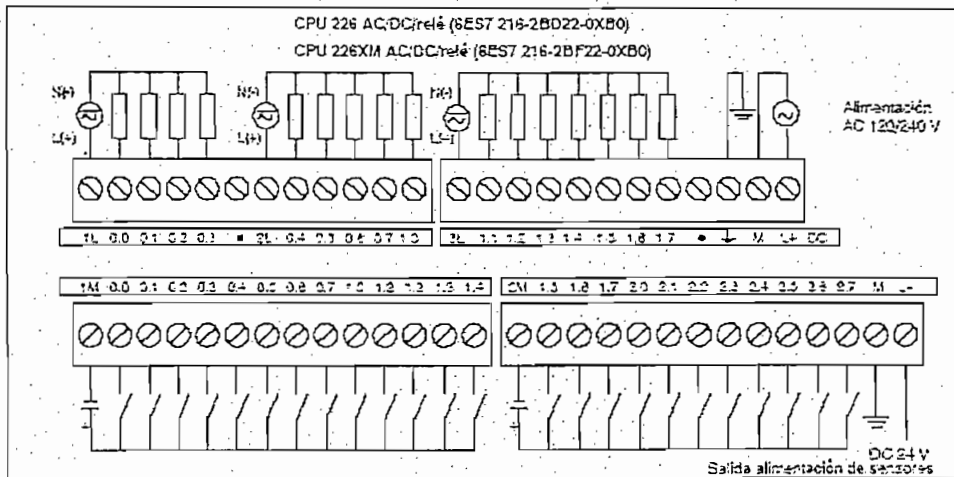 CPU 226 AC/DC/relé (6ES7 216-2BD22-0XB0)
CPU 226XM AC/DC/relé (6ES7 216-2BF22-0XB0)
N(-)
N(-)
N(-)
L(+)
L(+)
Alimentación
AC 120/240 V
1L 0.0 0.1 0.2 0.3 2L 0.4 0.5 0.6 0.7 1.0
3L 1.1 1.2 1.3 1.4 1.5 1.6 1.7 M L+ DC
1M 0.0 0.1 0.2 0.3 0.4 0.5 0.6 0.7 1.0 1.2 1.3 1.4
2M 1.5 1.6 1.7 2.0 2.1 2.2 2.3 2.4 2.5 2.6 2.7 M L+
DC 24 V
Salida alimentación de sensores